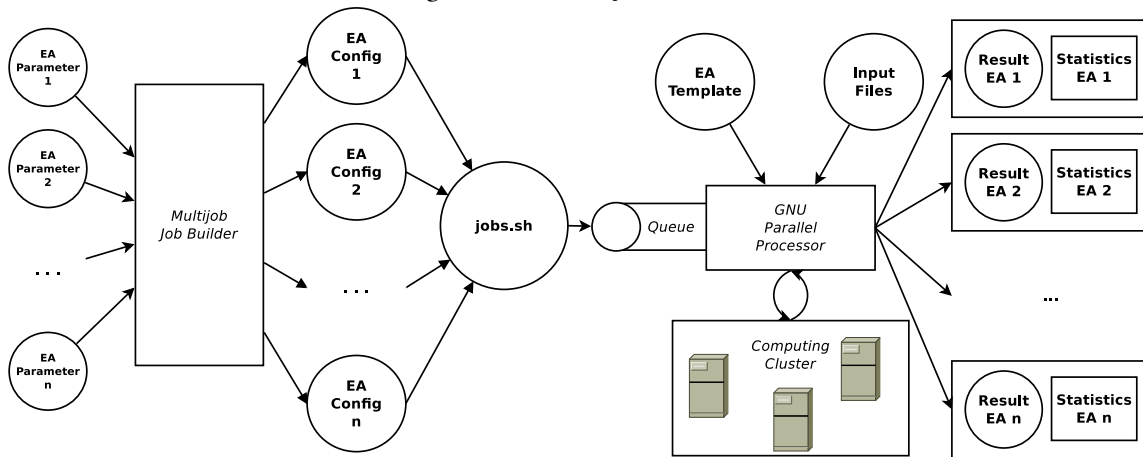 EA
Parameter
1
EA
Parameter
2
. . .
EA
Parameter
n
Multijob
Job Builder
EA
Config
1
EA
Config
2
. . .
EA
Config
n
jobs.sh
Queue
EA
Template
Input
Files
GNU
Parallel
Processor
Computing
Cluster
Result
EA 1
Statistics
EA 1
Result
EA 2
Statistics
EA 2
...
Result
EA n
Statistics
EA n